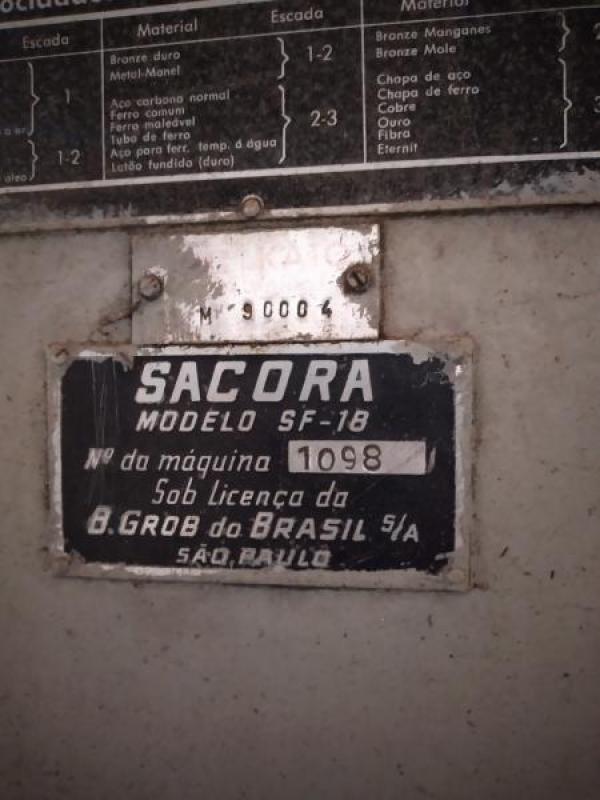 Escada
Material
Escada
Material
1
1-2
Bronze duro
Metal-Manel
1-2
Aço carbono normal
Ferro comum
Ferro maleável
Tubo de ferro
Aço para ferr. temp. á água
Latão fundido (duro)
2-3
Bronze Manganes
Bronze Mole
2
Chapa de aço
Chapa de ferro
Cobre
Ouro
Fibra
Eternit
3
M 90004
SACORA
MODELO SF-18
Nº da máquina 1098
Sob Licença da
B. GROB do BRASIL S/A
SÃO PAULO